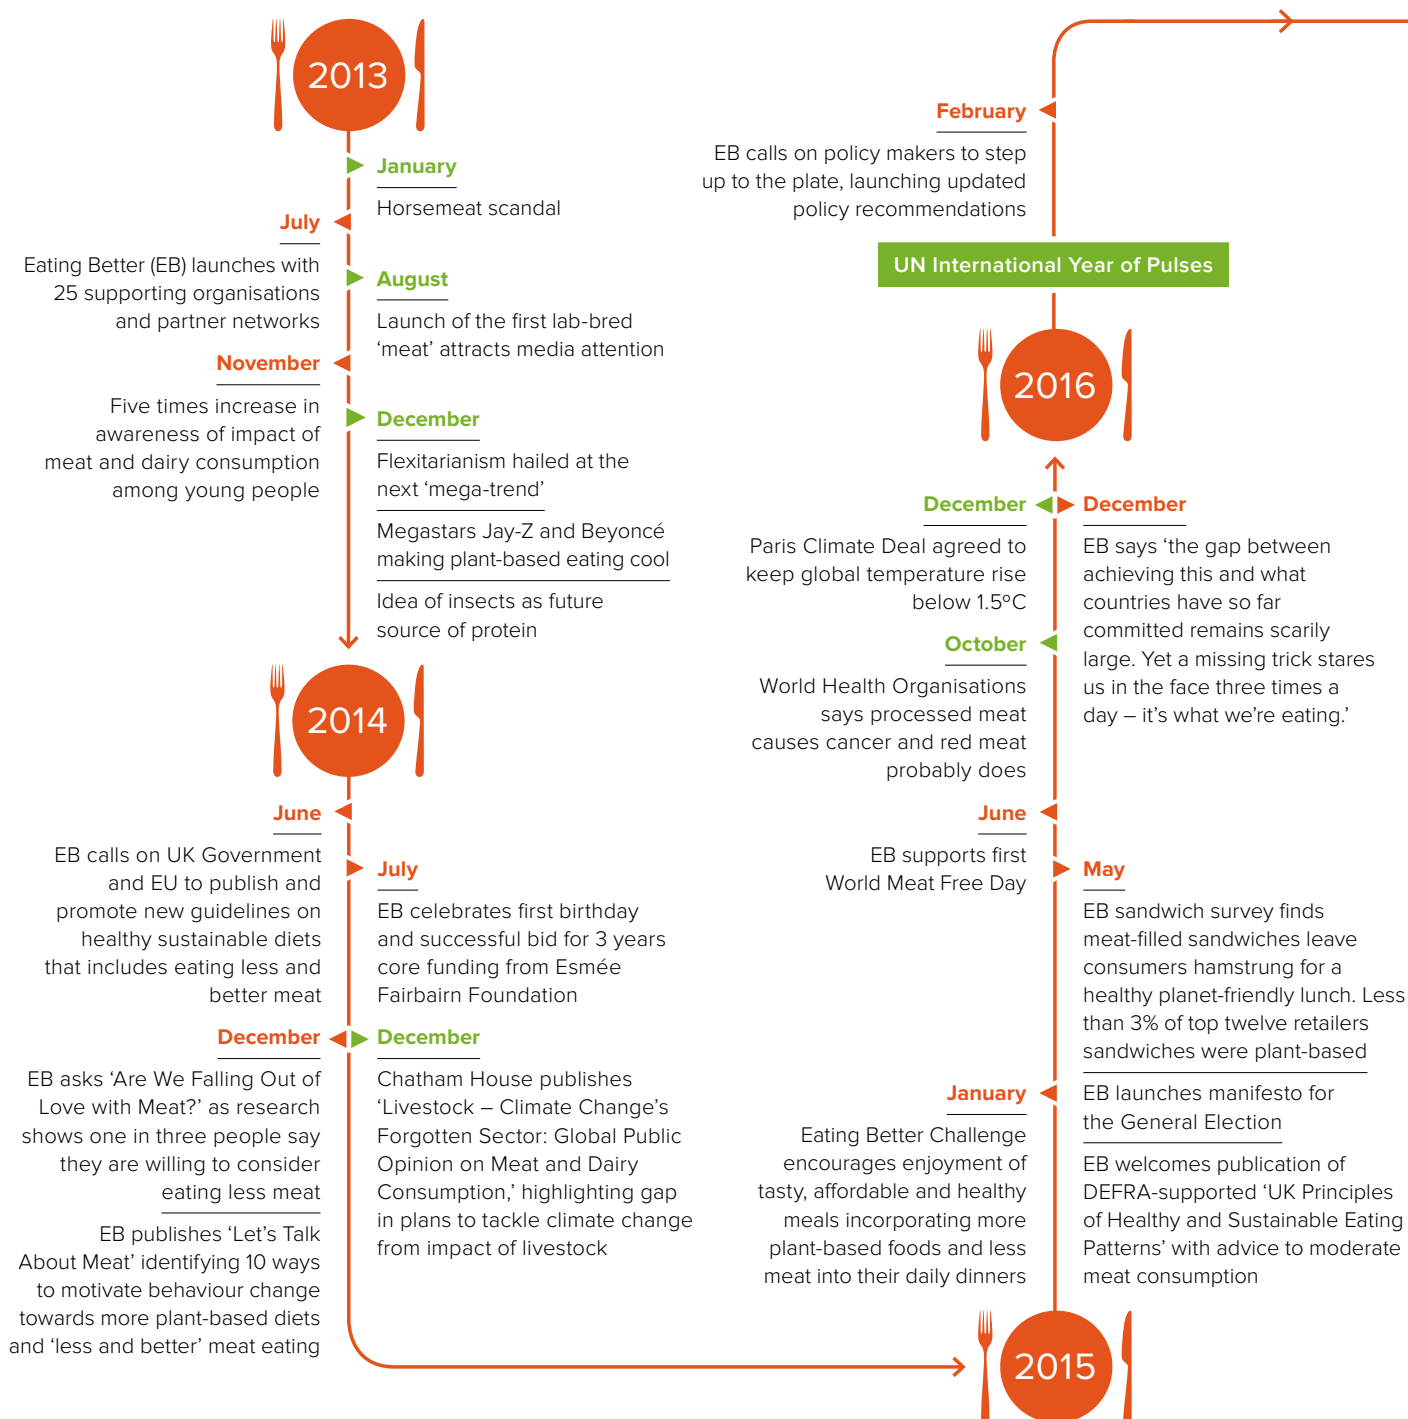 2013
January
Horsemeat scandal
July
Eating Better (EB) launches with
25 supporting organisations
and partner networks
August
Launch of the first lab-bred
‘meat’ attracts media attention
November
Five times increase in
awareness of impact of
meat and dairy consumption
among young people
December
Flexitarianism hailed at the
next ‘mega-trend’
Megastars Jay-Z and Beyoncé
making plant-based eating cool
Idea of insects as future
source of protein
2014
June
EB calls on UK Government
and EU to publish and
promote new guidelines on
healthy sustainable diets
that includes eating less and
better meat
July
EB celebrates first birthday
and successful bid for 3 years
core funding from Esmée
Fairbairn Foundation
December
EB asks ‘Are We Falling Out of
Love with Meat?’ as research
shows one in three people say
they are willing to consider
eating less meat
EB publishes ‘Let’s Talk
About Meat’ identifying 10 ways
to motivate behaviour change
towards more plant-based diets
and ‘less and better’ meat eating
December
Chatham House publishes
‘Livestock – Climate Change’s
Forgotten Sector: Global Public
Opinion on Meat and Dairy
Consumption,’ highlighting gap
in plans to tackle climate change
from impact of livestock
2015
January
Eating Better Challenge
encourages enjoyment of
tasty, affordable and healthy
meals incorporating more
plant-based foods and less
meat into their daily dinners
May
EB sandwich survey finds
meat-filled sandwiches leave
consumers hamstrung for a
healthy planet-friendly lunch. Less
than 3% of top twelve retailers
sandwiches were plant-based
EB launches manifesto for
the General Election
EB welcomes publication of
DEFRA-supported ‘UK Principles
of Healthy and Sustainable Eating
Patterns’ with advice to moderate
meat consumption
June
EB supports first
World Meat Free Day
October
World Health Organisations
says processed meat
causes cancer and red meat
probably does
December
Paris Climate Deal agreed to
keep global temperature rise
below 1.5ºC
December
EB says ‘the gap between
achieving this and what
countries have so far
committed remains scarily
large. Yet a missing trick stares
us in the face three times a
day – it’s what we’re eating.’
2016
UN International Year of Pulses
February
EB calls on policy makers to step
up to the plate, launching updated
policy recommendations